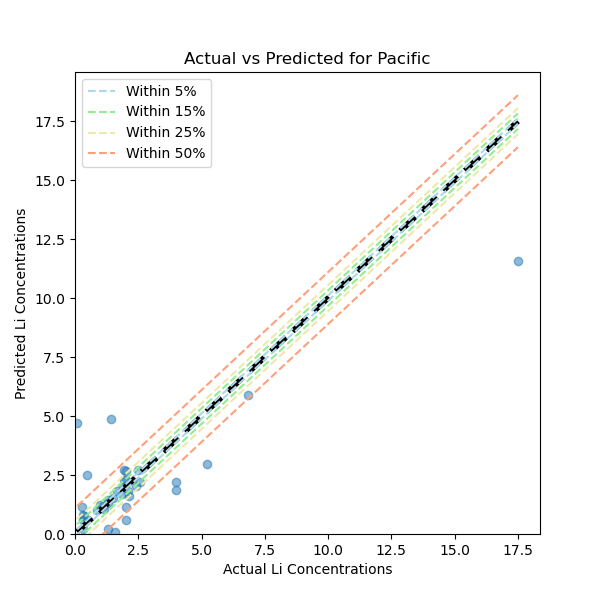 Actual vs Predicted for Pacific
Within 5%
Within 15%
Within 25%
Within 50%
Predicted Li Concentrations
17.5
15.0
12.5
10.0
7.5
5.0
2.5
0.0
0.0 2.5 5.0 7.5 10.0 12.5 15.0 17.5
Actual Li Concentrations